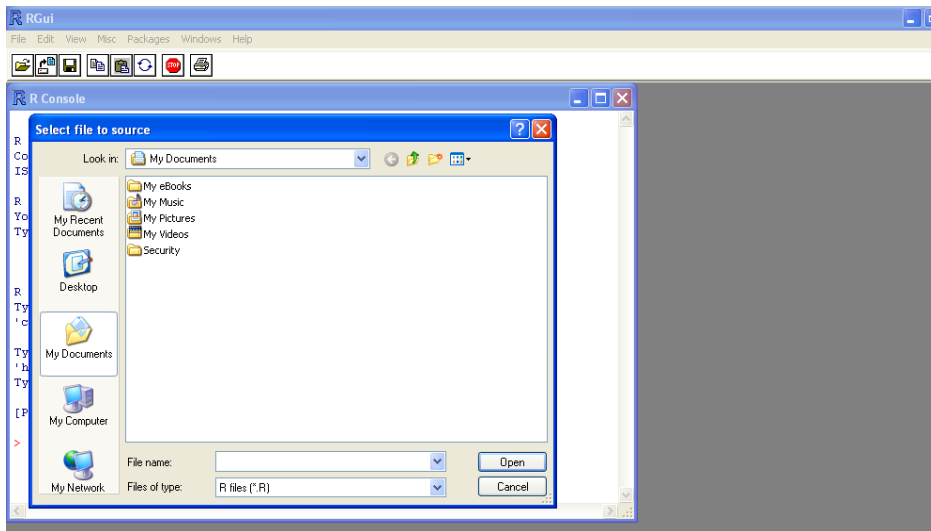 RGui
File Edit View Misc Packages Windows Help
STOP
R Console
R
Co
IS
R
Yo
Ty
R
Ty
'c
Ty
'h
Ty
[P
>
Select file to source
Look in: My Documents
My Recent Documents
Desktop
My Documents
My Computer
My Network
My eBooks
My Music
My Pictures
My Videos
Security
File name: Open
Files of type: R files (*.R) Cancel